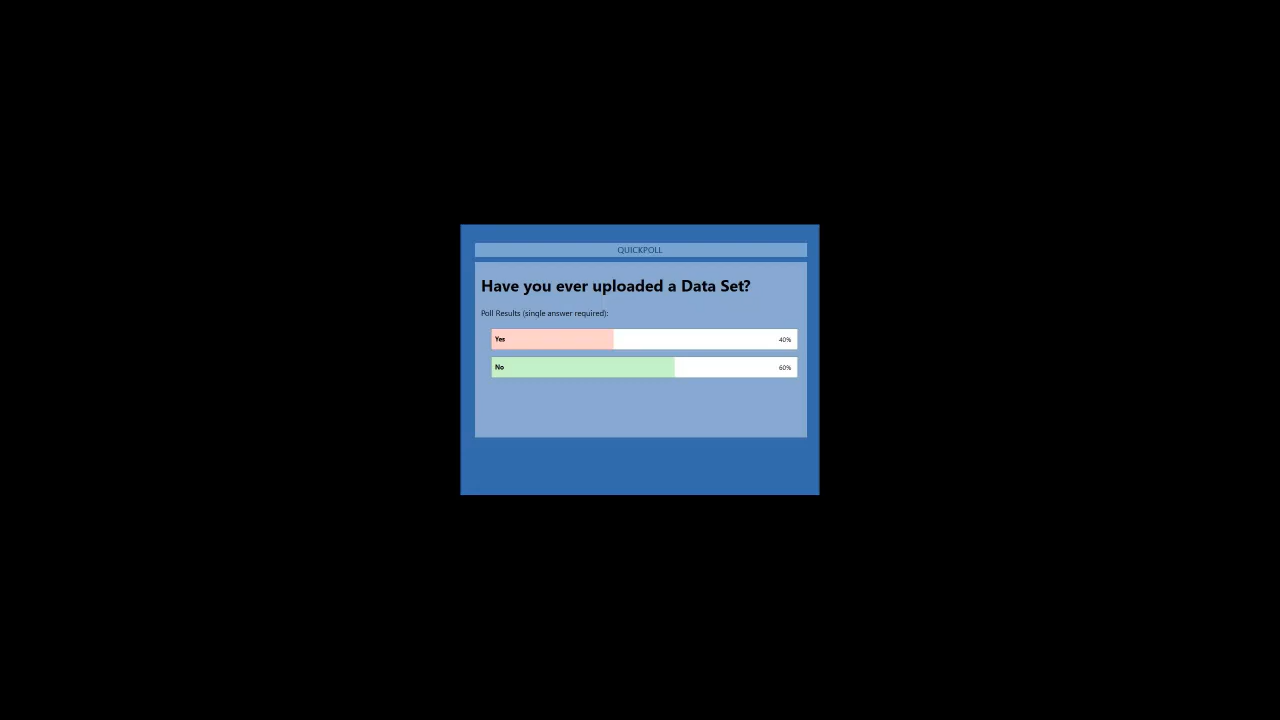 QUICKPOLL
Have you ever uploaded a Data Set?
Poll Results (single answer required):
Yes 40%
No 60%